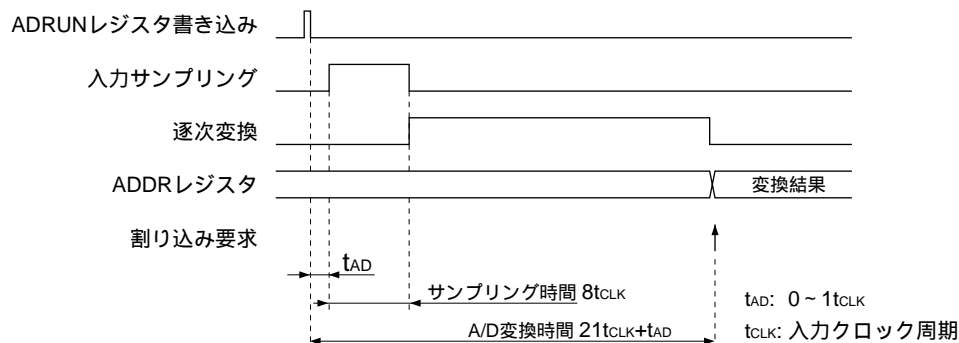 ADRUNレジスタ書き込み
入力サンプリング
逐次変換
ADDRレジスタ
変換結果
割り込み要求
tAD
サンプリング時間 8tCLK
tAD: 0 ~ 1tCLK
A/D変換時間 21tCLK+tAD
tCLK: 入力クロック周期